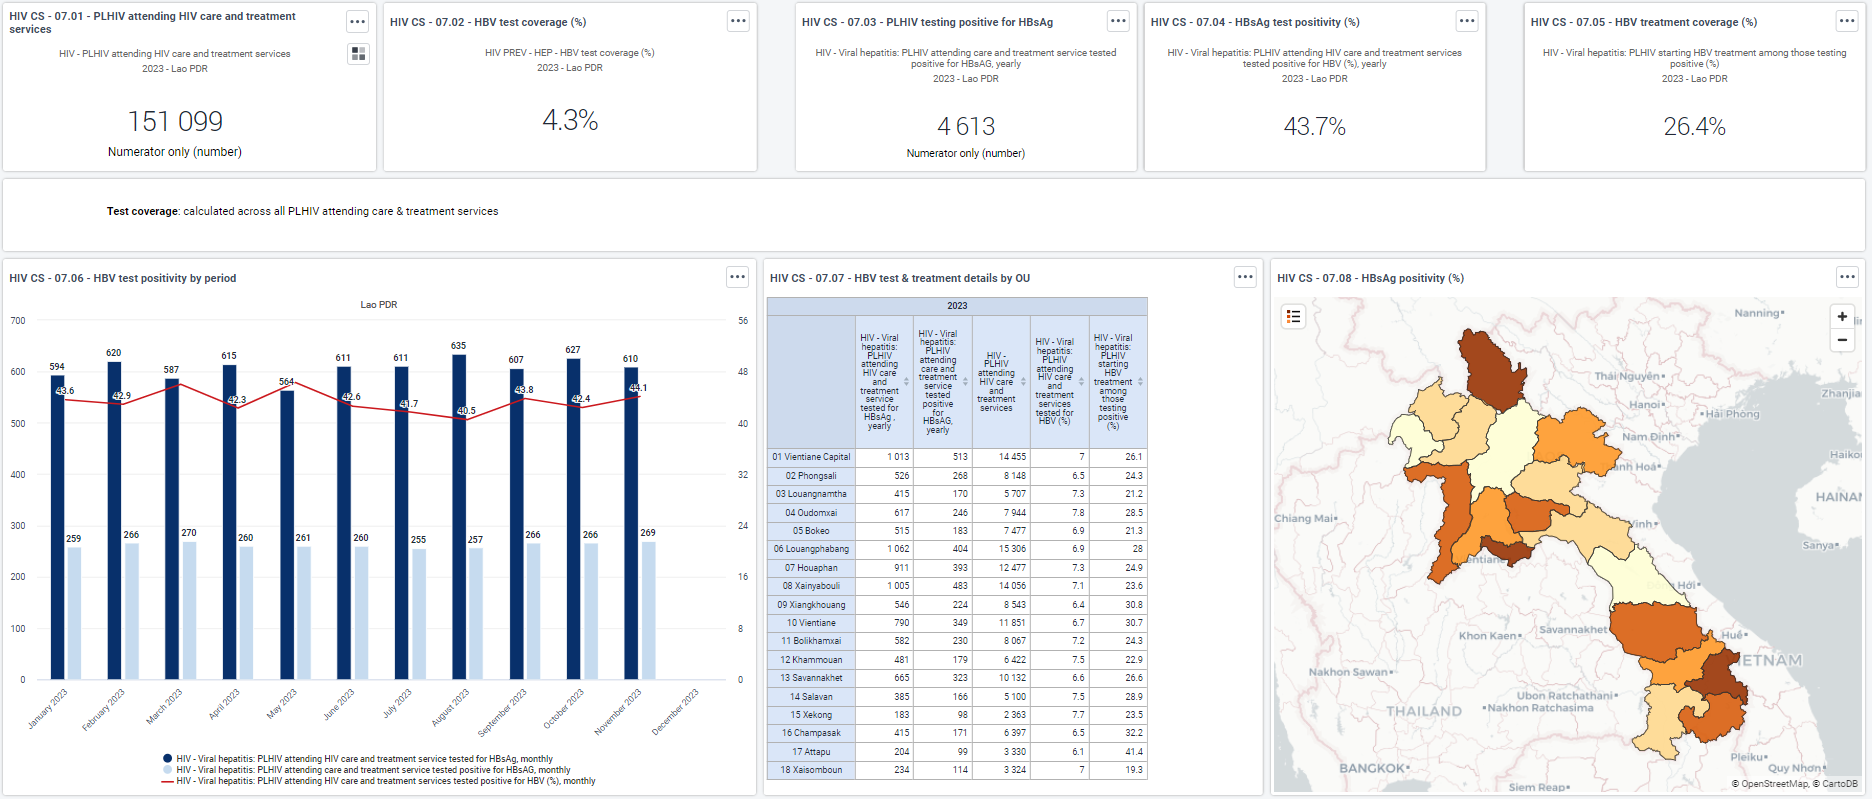 HIV CS - 07.01 - PLHIV attending HIV care and treatment
services
HIV - PLHIV attending HIV care and treatment services
2023 - Lao PDR
151 099
Numerator only (number)
HIV CS - 07.02 - HBV test coverage (%)
HIV PREV - HEP - HBV test coverage (%)
2023 - Lao PDR
4.3%
HIV CS - 07.03 - PLHIV testing positive for HBsAg
HIV - Viral hepatitis: PLHIV attending care and treatment service tested
positive for HBsAG, yearly
2023 - Lao PDR
4 613
Numerator only (number)
HIV CS - 07.04 - HBsAg test positivity (%)
HIV - Viral hepatitis: PLHIV attending HIV care and treatment services
tested positive for HBV (%), yearly
2023 - Lao PDR
43.7%
HIV CS - 07.05 - HBV treatment coverage (%)
HIV - Viral hepatitis: PLHIV starting HBV treatment among those testing
positive (%)
2023 - Lao PDR
26.4%
Test coverage: calculated across all PLHIV attending care & treatment services
HIV CS - 07.06 - HBV test positivity by period
Lao PDR
700
600
500
400
300
200
100
0
56
48
40
32
24
16
8
0
594 620 587 615 564 611 611 635 607 627 610
43.6 42.9 42.3 42.6 41.7 40.5 43.8 42.4 44.1
259 266 270 260 261 260 255 257 266 266 269
January 2023
February 2023
March 2023
April 2023
May 2023
June 2023
July 2023
August 2023
September 2023
October 2023
November 2023
December 2023
HIV - Viral hepatitis: PLHIV attending HIV care and treatment service tested for HBsAg, monthly
HIV - Viral hepatitis: PLHIV attending care and treatment service tested positive for HBsAG, monthly
HIV - Viral hepatitis: PLHIV attending HIV care and treatment services tested positive for HBV (%), monthly
HIV CS - 07.07 - HBV test & treatment details by OU
2023
HIV - Viral
hepatitis:
PLHIV
attending
HIV care
and
treatment
service
tested for
HBsAg ,
yearly
HIV - Viral
hepatitis:
PLHIV
attending
care and
treatment
service
tested
positive
for
HBsAG,
yearly
HIV -
PLHIV
attending
HIV care
and
treatment
services
HIV - Viral
hepatitis:
PLHIV
attending
HIV care
and
treatment
services
tested for
HBV (%)
HIV - Viral
hepatitis:
PLHIV
starting
HBV
treatment
among
those
testing
positive
(%)
01 Vientiane Capital 1 013 513 14 455 7 26.1
02 Phongsali 526 268 8 148 6.5 24.3
03 Louangnamtha 415 170 5 707 7.3 21.2
04 Oudomxai 617 246 7 944 7.8 28.5
05 Bokeo 515 183 7 477 6.9 21.3
06 Louangphabang 1 062 404 15 306 6.9 28
07 Houaphan 911 393 12 477 7.3 24.9
08 Xainyabouli 1 005 483 14 056 7.1 23.6
09 Xiangkhouang 546 224 8 543 6.4 30.8
10 Vientiane 790 349 11 851 6.7 30.7
11 Bolikhamxai 582 230 8 067 7.2 24.3
12 Khammouan 481 179 6 422 7.5 22.9
13 Savannakhet 665 323 10 132 6.6 26.6
14 Salavan 385 166 5 100 7.5 28.9
15 Xekong 183 98 2 363 7.7 23.5
16 Champasak 415 171 6 397 6.5 32.2
17 Attapu 204 99 3 330 6.1 41.4
18 Xaisomboun 234 114 3 324 7 19.3
HIV CS - 07.08 - HBsAg positivity (%)
+
−
Nanning
Thái Nguyên
Zhanjia
Hanoi
Hải Phòng
Nam Định
Haiko
anh Hoá
HAINA
Chiang Mai
Vinh
Sanya
entiane
Hới
Khon Kaen
Savannakhet
Huế
VIETNAM
Nakhon Sawan
Ubon Ratchathani
THAILAND
Nakhon Ratchasima
Pleiku
BANGKOK
Quy Nhơn
Siem Reap
© OpenStreetMap, © CartoDB